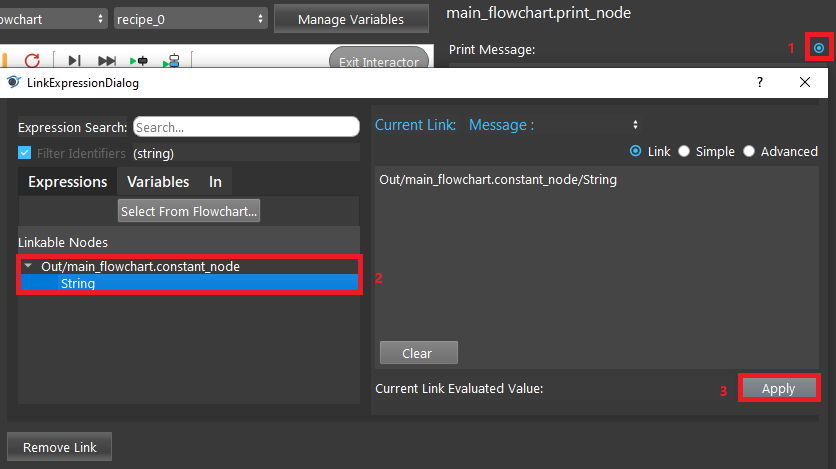 owchart
recipe_0
Manage Variables
main_flowchart.print_node
Print Message:
1
Exit Interactor
LinkExpressionDialog
?
Expression Search:
Search...
Current Link:
Message :
Filter Identifiers
(string)
Link
Simple
Advanced
Expressions
Variables
In
Out/main_flowchart.constant_node/String
Select From Flowchart...
Linkable Nodes
Out/main_flowchart.constant_node
String
2
Clear
Current Link Evaluated Value:
3
Apply
Remove Link